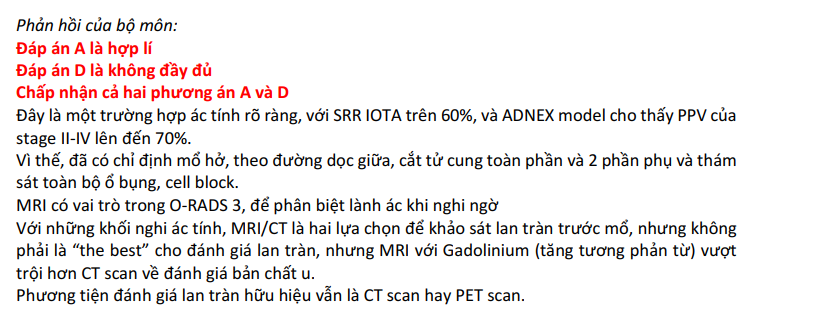 Phản hồi của bộ môn:
Đáp án A là hợp lí
Đáp án D là không đầy đủ
Chấp nhận cả hai phương án A và D
Đây là một trường hợp ác tính rõ ràng, với SRR IOTA trên 60%, và ADNEX model cho thấy PPV của
stage II-IV lên đến 70%.
Vì thế, đã có chỉ định mổ hở, theo đường dọc giữa, cắt tử cung toàn phần và 2 phần phụ và thám
sát toàn bộ ổ bụng, cell block.
MRI có vai trò trong O-RADS 3, để phân biệt lành ác khi nghi ngờ
Với những khối nghi ác tính, MRI/CT là hai lựa chọn để khảo sát lan tràn trước mổ, nhưng không
phải là “the best” cho đánh giá lan tràn, nhưng MRI với Gadolinium (tăng tương phản từ) vượt
trội hơn CT scan về đánh giá bản chất u.
Phương tiện đánh giá lan tràn hữu hiệu vẫn là CT scan hay PET scan.